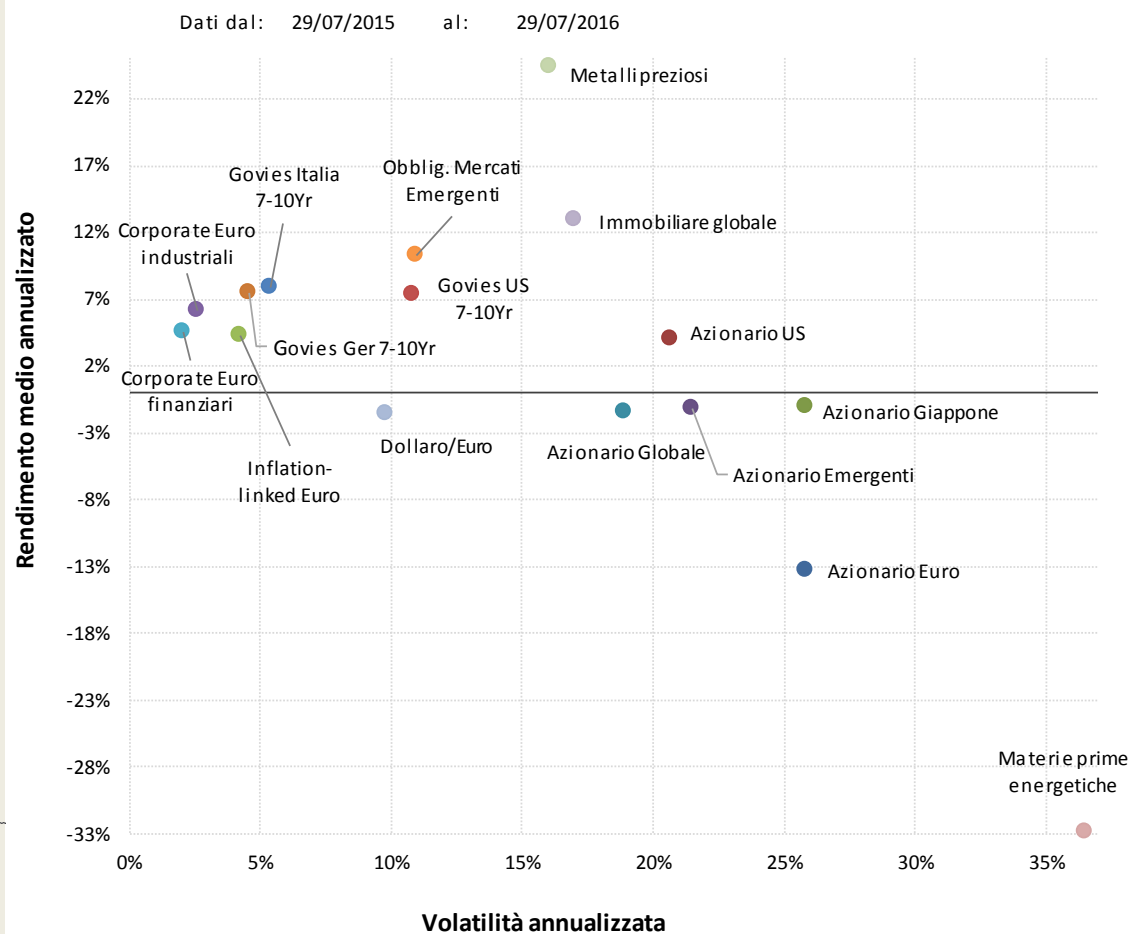 Dati dal: 29/07/2015 al: 29/07/2016
Rendimento medio annualizzato
22%
17%
12%
7%
2%
-3%
-8%
-13%
-18%
-23%
-28%
-33%
Metalli preziosi
Govies Italia
7-10Yr
Obblig. Mercati
Emergenti
Corporate Euro
industriali
Immobiliare globale
Govies US
7-10Yr
Govies Ger 7-10Yr
Azionario US
Corporate Euro
finanziari
Inflation-
linked Euro
Dollaro/Euro
Azionario Globale
Azionario Giappone
Azionario Emergenti
Azionario Euro
Materie prime
energetiche
0%
5%
10%
15%
20%
25%
30%
35%
Volatilità annualizzata